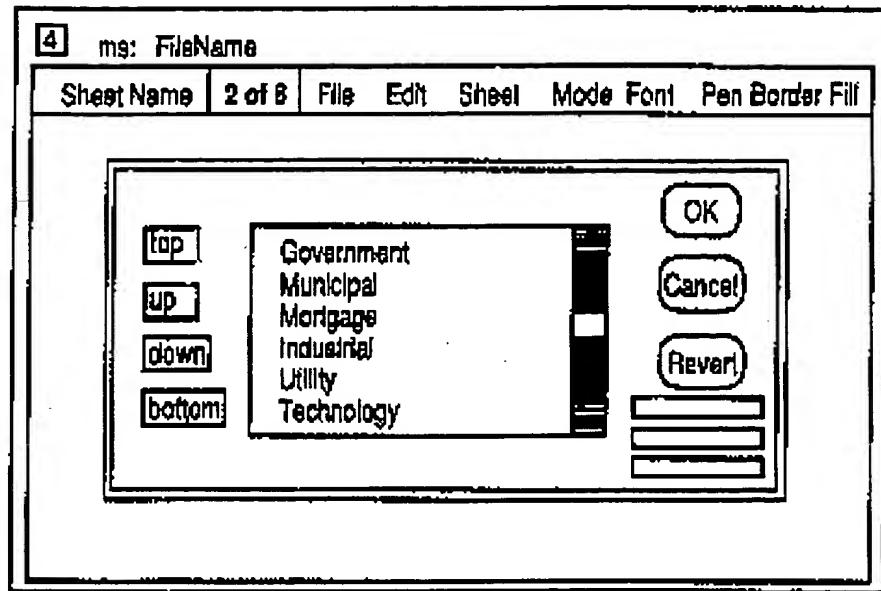 4 ms: FileName
Sheet Name 2 of 8 File Edit Sheet Mode Font Pen Border Fill
OK
top
Government
up
Municipal
Cancel
Mortgage
down
Industrial
Revert
Utility
bottom
Technology